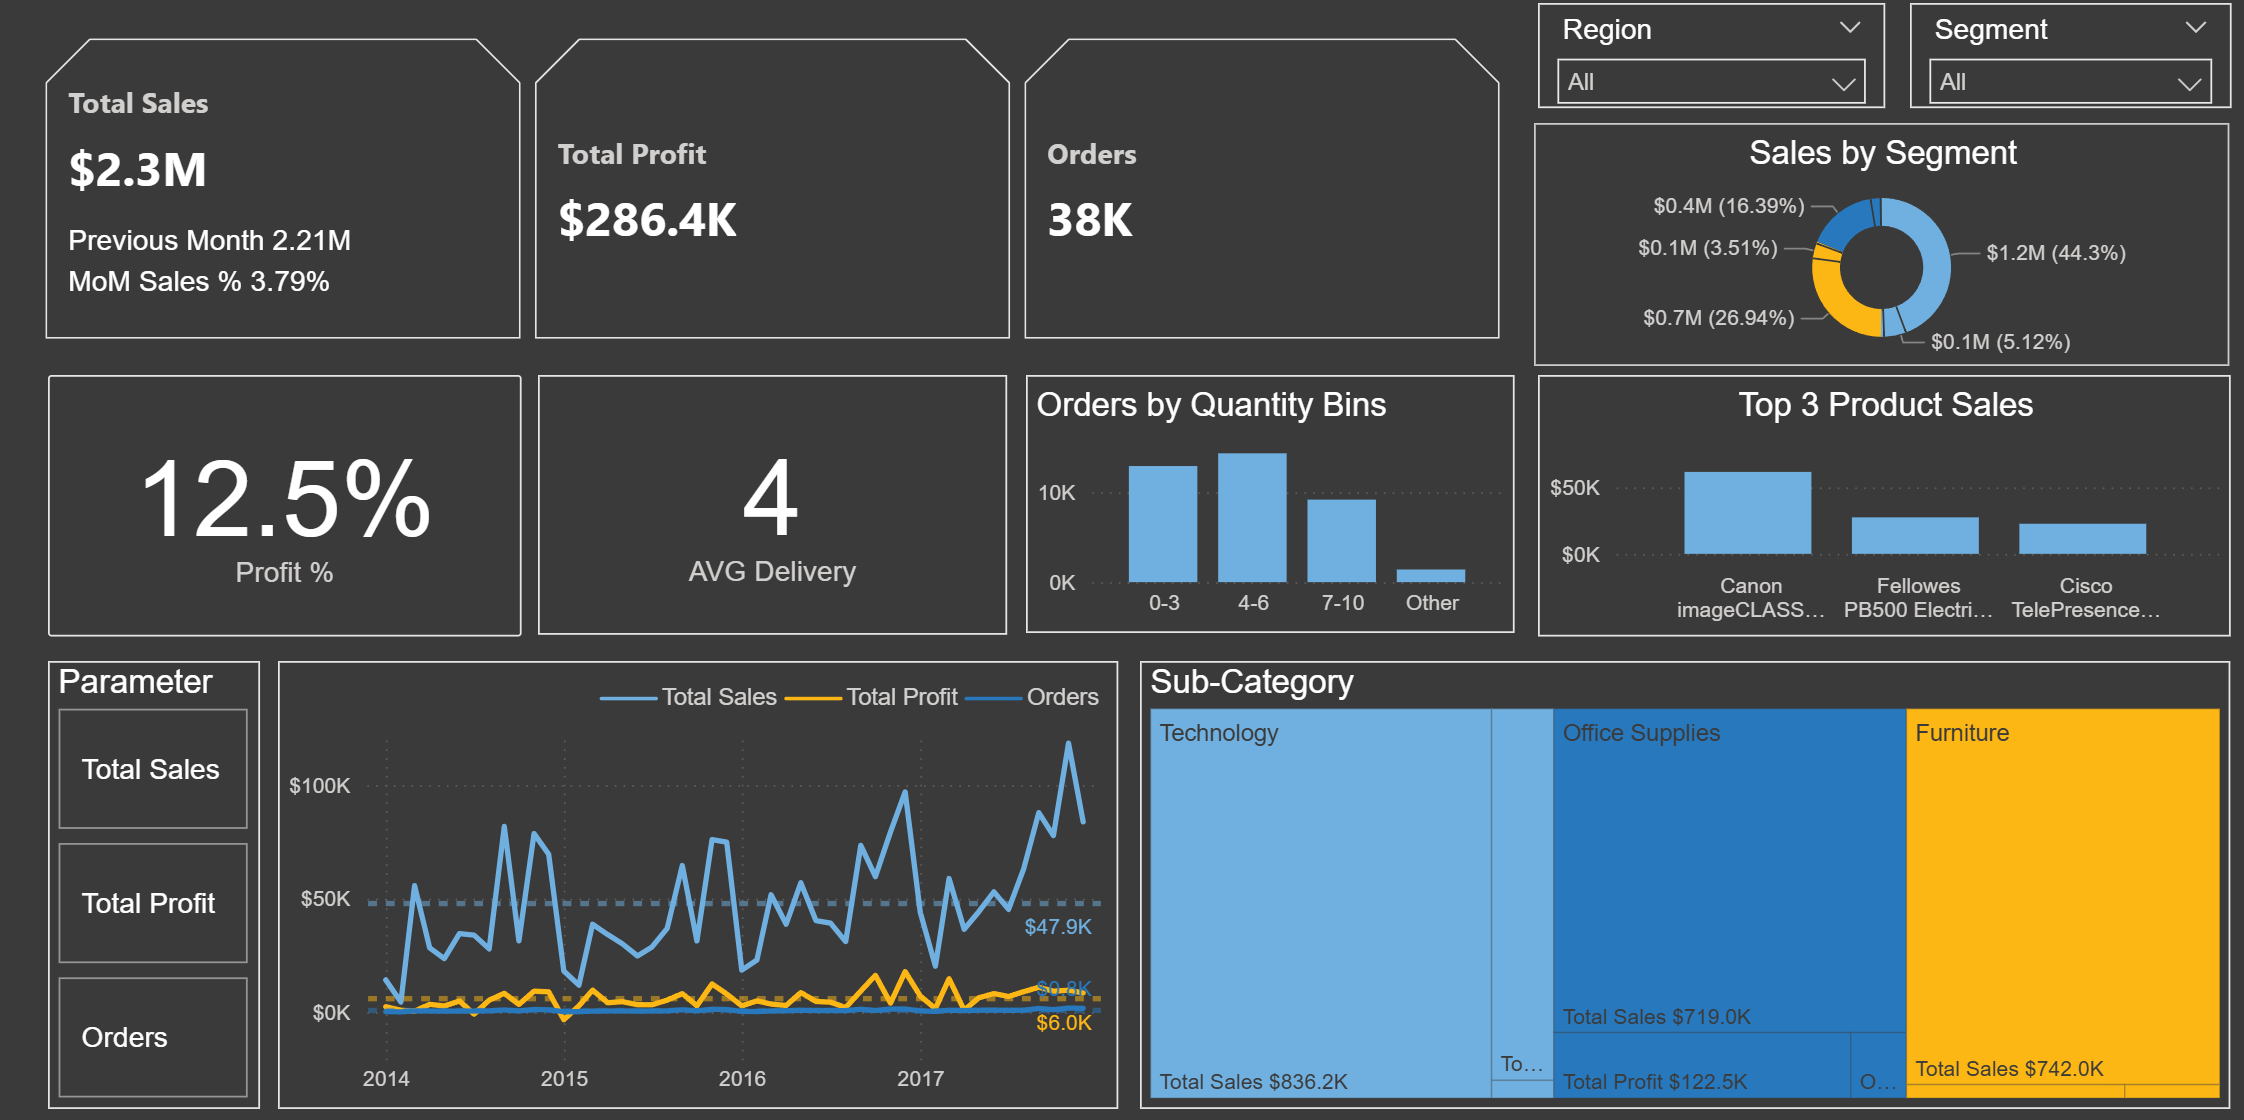 Region
All
Segment
All
Total Sales
$2.3M
Previous Month 2.21M
MoM Sales % 3.79%
Total Profit
$286.4K
Orders
38K
Sales by Segment
$0.4M (16.39%)
$0.1M (3.51%)
$0.7M (26.94%)
$1.2M (44.3%)
$0.1M (5.12%)
12.5%
Profit %
4
AVG Delivery
Orders by Quantity Bins
10K
0K
0-3 4-6 7-10 Other
Top 3 Product Sales
$50K
$0K
Canon
imageCLASS…
Fellowes
PB500 Electri…
Cisco
TelePresence…
Parameter
Total Sales
Total Profit
Orders
Total Sales Total Profit Orders
$100K
$50K
$0K
$47.9K
$0.8K
$6.0K
2014 2015 2016 2017
Sub-Category
Technology
Total Sales $836.2K
To…
Office Supplies
Total Sales $719.0K
Total Profit $122.5K
O…
Furniture
Total Sales $742.0K